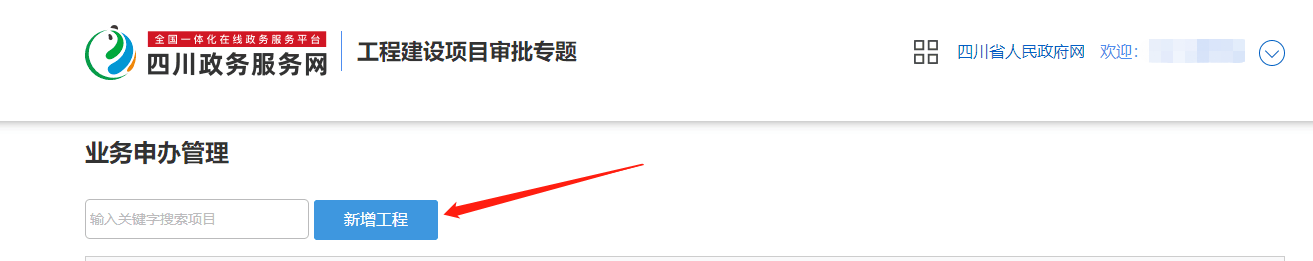 全国一体化在线政务服务平台
四川政务服务网
工程建设项目审批专题
四川省人民政府网 欢迎:
业务申办管理
输入关键字搜索项目
新增工程